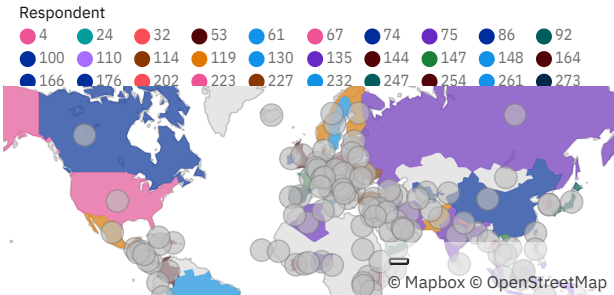 Respondent
4 24 32 53 61 67 74 75 86 92
100 110 114 119 130 135 144 147 148 164
166 176 202 223 227 232 247 254 261 273
© Mapbox © OpenStreetMap